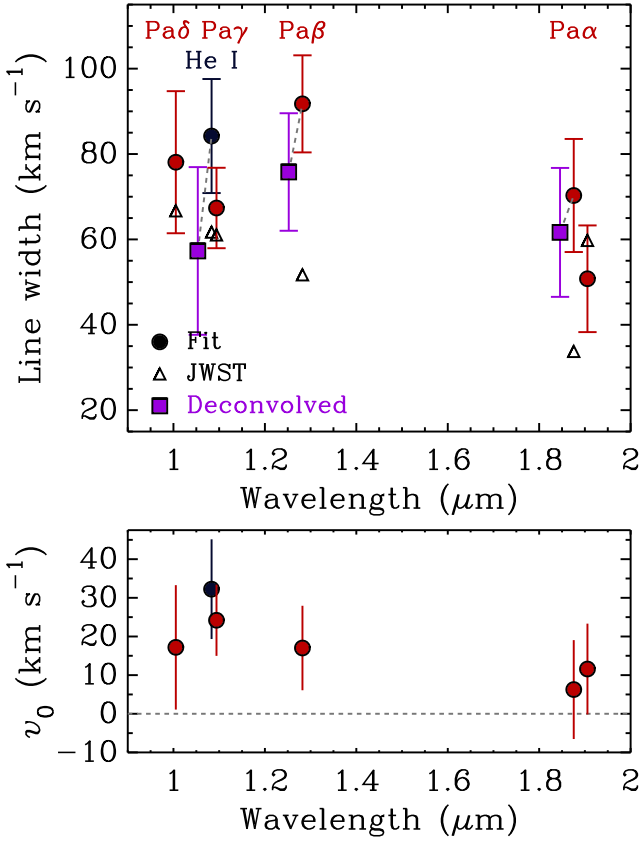 Paδ Paγ Paβ Paα
He I
100
80
60
40
20
Line width (km s⁻¹)
Fit
JWST
Deconvolved
1 1.2 1.4 1.6 1.8 2
Wavelength (μm)
40
30
20
10
0
−10
v₀ (km s⁻¹)
1 1.2 1.4 1.6 1.8 2
Wavelength (μm)